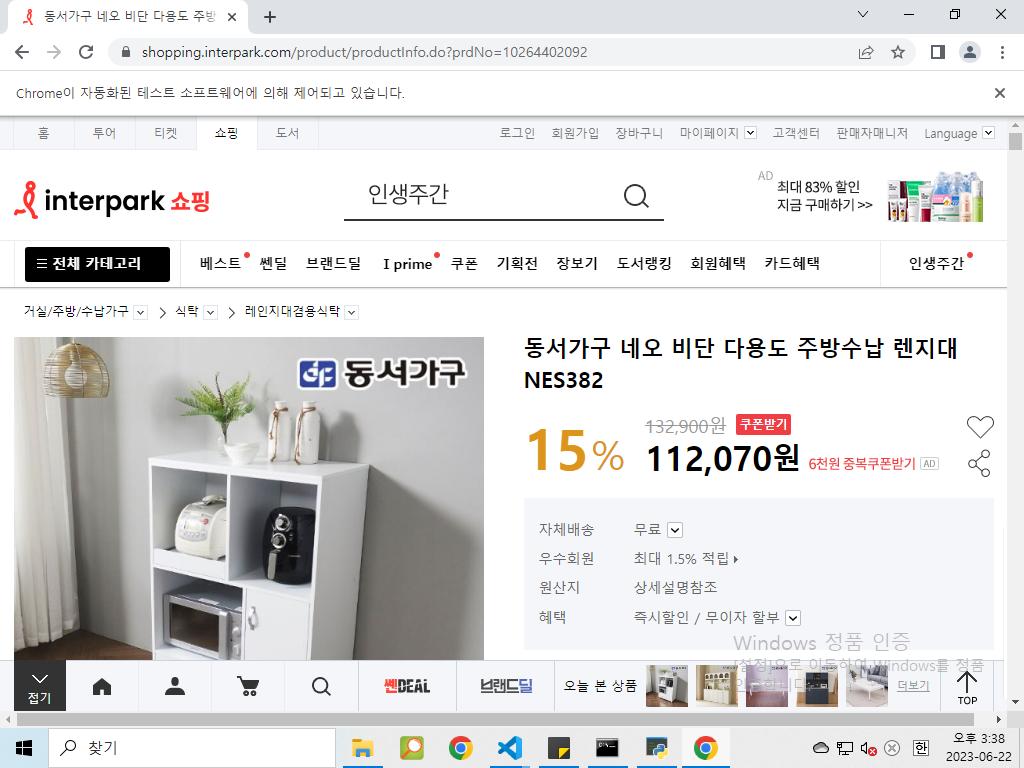 동서가구 네오 비단 다용도 주방
shopping.interpark.com/product/productInfo.do?prdNo=10264402092
Chrome이 자동화된 테스트 소프트웨어에 의해 제어되고 있습니다.
홈 투어 티켓 쇼핑 도서 로그인 회원가입 장바구니 마이페이지 고객센터 판매자매니저 Language
interpark 쇼핑
인생주간
AD
최대 83% 할인
지금 구매하기 >>
전체 카테고리 베스트 쎈딜 브랜드딜 I prime 쿠폰 기획전 장보기 도서랭킹 회원혜택 카드혜택 인생주간
거실/주방/수납가구 > 식탁 > 레인지대겸용식탁
동서가구
동서가구 네오 비단 다용도 주방수납 렌지대
NES382
15%
132,900원 쿠폰받기
112,070원 6천원 중복쿠폰받기 AD
자체배송 무료
우수회원 최대 1.5% 적립
원산지 상세설명참조
혜택 즉시할인 / 무이자 할부
Windows 정품 인증
[설정]으로 이동하여 Windows를 정품
인증합니다.
접기
쎈DEAL
브랜드딜
오늘 본 상품
더보기
TOP
찾기
한
오후 3:38
2023-06-22